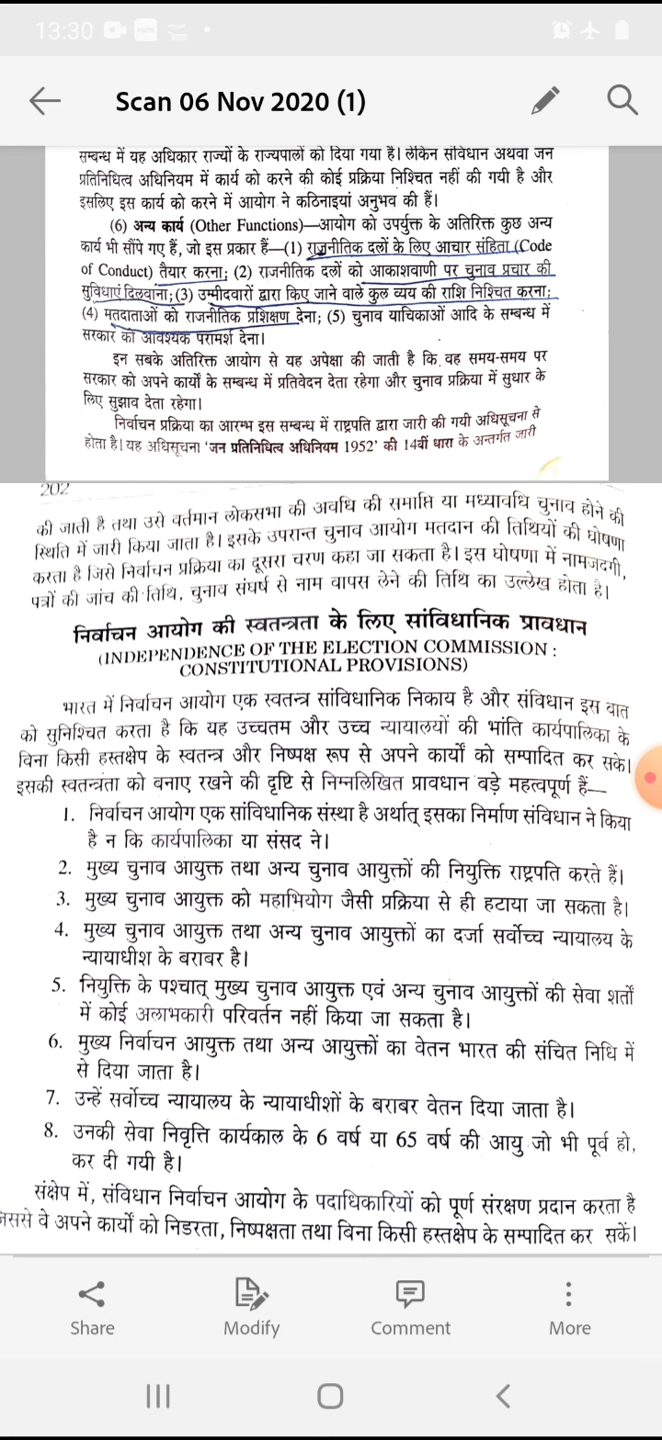 13:30
Scan 06 Nov 2020 (1)
सम्बन्ध में यह अधिकार राज्यों के राज्यपालों को दिया गया है। लेकिन संविधान अथवा जन
प्रतिनिधित्व अधिनियम में कार्य को करने की कोई प्रक्रिया निश्चित नहीं की गयी है और
इसलिए इस कार्य को करने में आयोग ने कठिनाइयां अनुभव की हैं।
(6) अन्य कार्य (Other Functions)—आयोग को उपर्युक्त के अतिरिक्त कुछ अन्य
कार्य भी सौंपे गए हैं, जो इस प्रकार हैं—(1) राजनीतिक दलों के लिए आचार संहिता (Code
of Conduct) तैयार करना; (2) राजनीतिक दलों को आकाशवाणी पर चुनाव प्रचार की
सुविधाएं दिलवाना; (3) उम्मीदवारों द्वारा किए जाने वाले कुल व्यय की राशि निश्चित करना;
(4) मतदाताओं को राजनीतिक प्रशिक्षण देना; (5) चुनाव याचिकाओं आदि के सम्बन्ध में
सरकार को आवश्यक परामर्श देना।
इन सबके अतिरिक्त आयोग से यह अपेक्षा की जाती है कि वह समय-समय पर
सरकार को अपने कार्यों के सम्बन्ध में प्रतिवेदन देता रहेगा और चुनाव प्रक्रिया में सुधार के
लिए सुझाव देता रहेगा।
निर्वाचन प्रक्रिया का आरम्भ इस सम्बन्ध में राष्ट्रपति द्वारा जारी की गयी अधिसूचना से
होता है। यह अधिसूचना ‘जन प्रतिनिधित्व अधिनियम 1952’ की 14वीं धारा के अन्तर्गत जारी
202
की जाती है तथा उसे वर्तमान लोकसभा की अवधि की समाप्ति या मध्यावधि चुनाव होने की
स्थिति में जारी किया जाता है। इसके उपरान्त चुनाव आयोग मतदान की तिथियों की घोषणा
करता है जिसे निर्वाचन प्रक्रिया का दूसरा चरण कहा जा सकता है। इस घोषणा में नामजदगी,
पत्रों की जांच की तिथि, चुनाव संघर्ष से नाम वापस लेने की तिथि का उल्लेख होता है।
निर्वाचन आयोग की स्वतन्त्रता के लिए सांविधानिक प्रावधान
(INDEPENDENCE OF THE ELECTION COMMISSION :
CONSTITUTIONAL PROVISIONS)
भारत में निर्वाचन आयोग एक स्वतन्त्र सांविधानिक निकाय है और संविधान इस बात
को सुनिश्चित करता है कि यह उच्चतम और उच्च न्यायालयों की भांति कार्यपालिका के
बिना किसी हस्तक्षेप के स्वतन्त्र और निष्पक्ष रूप से अपने कार्यों को सम्पादित कर सके।
इसकी स्वतन्त्रता को बनाए रखने की दृष्टि से निम्नलिखित प्रावधान बड़े महत्वपूर्ण हैं—
1. निर्वाचन आयोग एक सांविधानिक संस्था है अर्थात् इसका निर्माण संविधान ने किया
है न कि कार्यपालिका या संसद ने।
2. मुख्य चुनाव आयुक्त तथा अन्य चुनाव आयुक्तों की नियुक्ति राष्ट्रपति करते हैं।
3. मुख्य चुनाव आयुक्त को महाभियोग जैसी प्रक्रिया से ही हटाया जा सकता है।
4. मुख्य चुनाव आयुक्त तथा अन्य चुनाव आयुक्तों का दर्जा सर्वोच्च न्यायालय के
न्यायाधीश के बराबर है।
5. नियुक्ति के पश्चात् मुख्य चुनाव आयुक्त एवं अन्य चुनाव आयुक्तों की सेवा शर्तों
में कोई अलाभकारी परिवर्तन नहीं किया जा सकता है।
6. मुख्य निर्वाचन आयुक्त तथा अन्य आयुक्तों का वेतन भारत की संचित निधि में
से दिया जाता है।
7. उन्हें सर्वोच्च न्यायालय के न्यायाधीशों के बराबर वेतन दिया जाता है।
8. उनकी सेवा निवृत्ति कार्यकाल के 6 वर्ष या 65 वर्ष की आयु जो भी पूर्व हो,
कर दी गयी है।
संक्षेप में, संविधान निर्वाचन आयोग के पदाधिकारियों को पूर्ण संरक्षण प्रदान करता है
जिससे वे अपने कार्यों को निडरता, निष्पक्षता तथा बिना किसी हस्तक्षेप के सम्पादित कर सकें।
Share
Modify
Comment
More